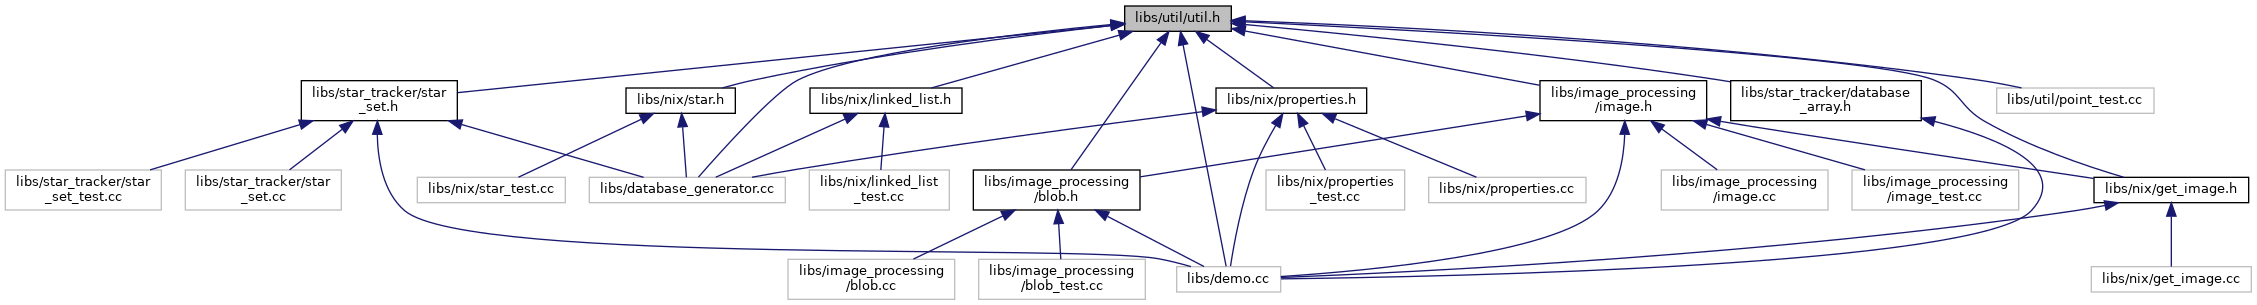 libs/util/util.h
libs/star_tracker/star
_set.h
libs/nix/star.h
libs/nix/linked_list.h
libs/nix/properties.h
libs/image_processing
/image.h
libs/star_tracker/database
_array.h
libs/util/point_test.cc
libs/star_tracker/star
_set_test.cc
libs/star_tracker/star
_set.cc
libs/nix/star_test.cc
libs/database_generator.cc
libs/nix/linked_list
_test.cc
libs/image_processing
/blob.h
libs/nix/properties
_test.cc
libs/nix/properties.cc
libs/image_processing
/image.cc
libs/image_processing
/image_test.cc
libs/nix/get_image.h
libs/image_processing
/blob.cc
libs/image_processing
/blob_test.cc
libs/demo.cc
libs/nix/get_image.cc